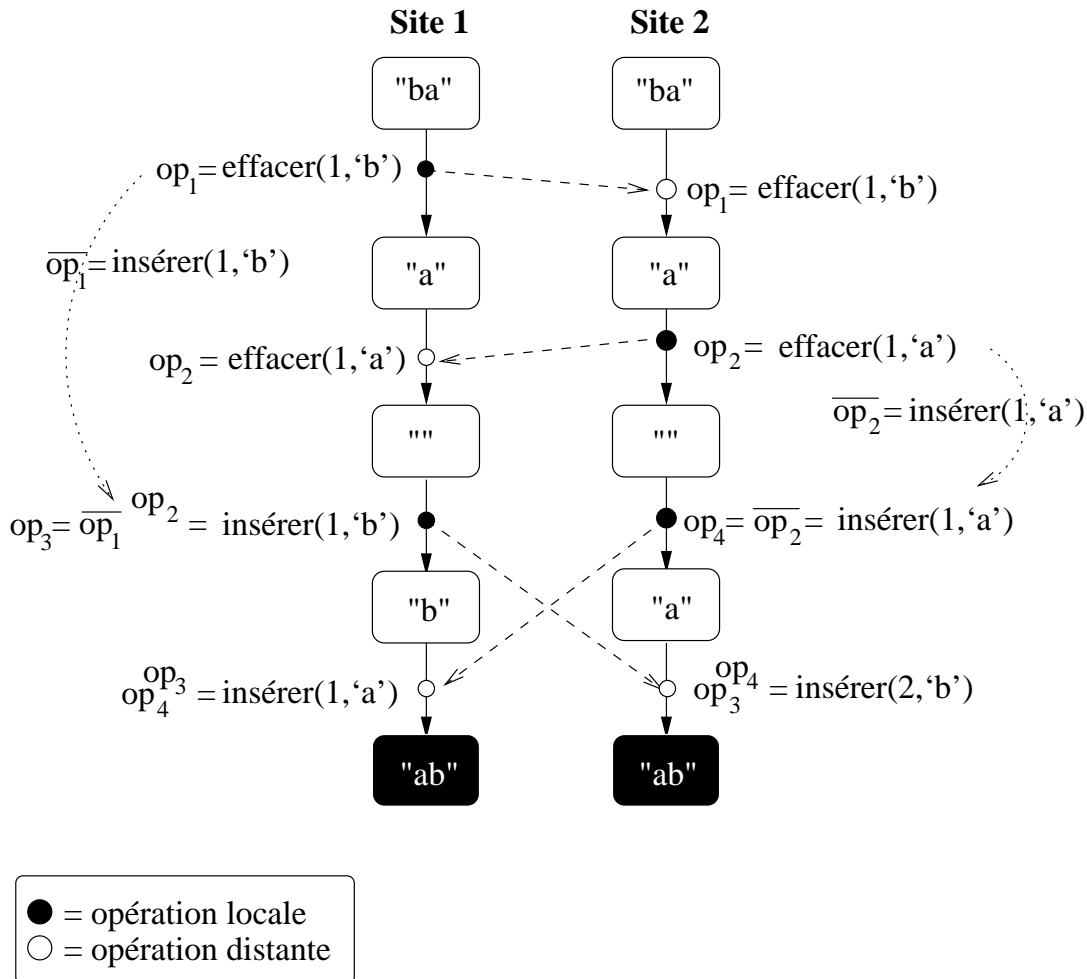 Site 1 Site 2
"ba" "ba"
op1 = effacer(1,‘b’) op1 = effacer(1,‘b’)
op1 = insérer(1,‘b’)
"a" "a"
op2 = effacer(1,‘a’) op2 = effacer(1,‘a’)
op2 = insérer(1,‘a’)
"" ""
op3 = op1 op2 = insérer(1,‘b’) op4 = op2 = insérer(1,‘a’)
"b" "a"
op4 op3 = insérer(1,‘a’) op3 op4 = insérer(2,‘b’)
"ab" "ab"
= opération locale
= opération distante